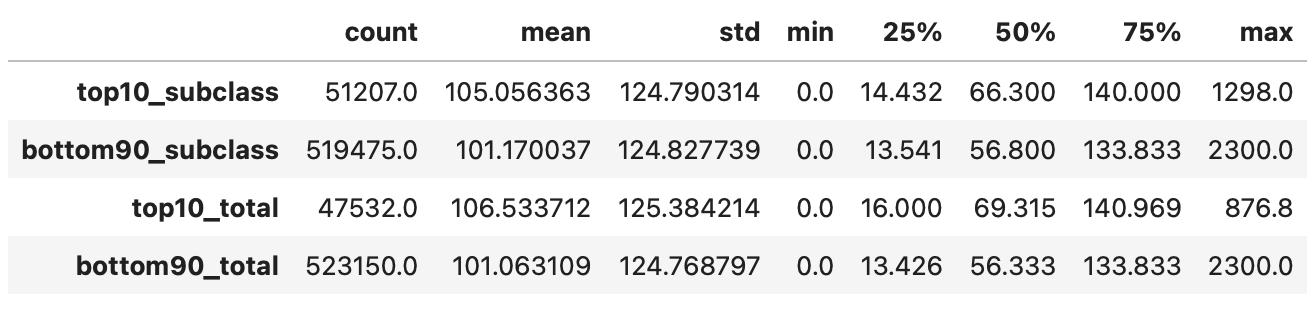 count mean std min 25% 50% 75% max
top10_subclass 51207.0 105.056363 124.790314 0.0 14.432 66.300 140.000 1298.0
bottom90_subclass 519475.0 101.170037 124.827739 0.0 13.541 56.800 133.833 2300.0
top10_total 47532.0 106.533712 125.384214 0.0 16.000 69.315 140.969 876.8
bottom90_total 523150.0 101.063109 124.768797 0.0 13.426 56.333 133.833 2300.0